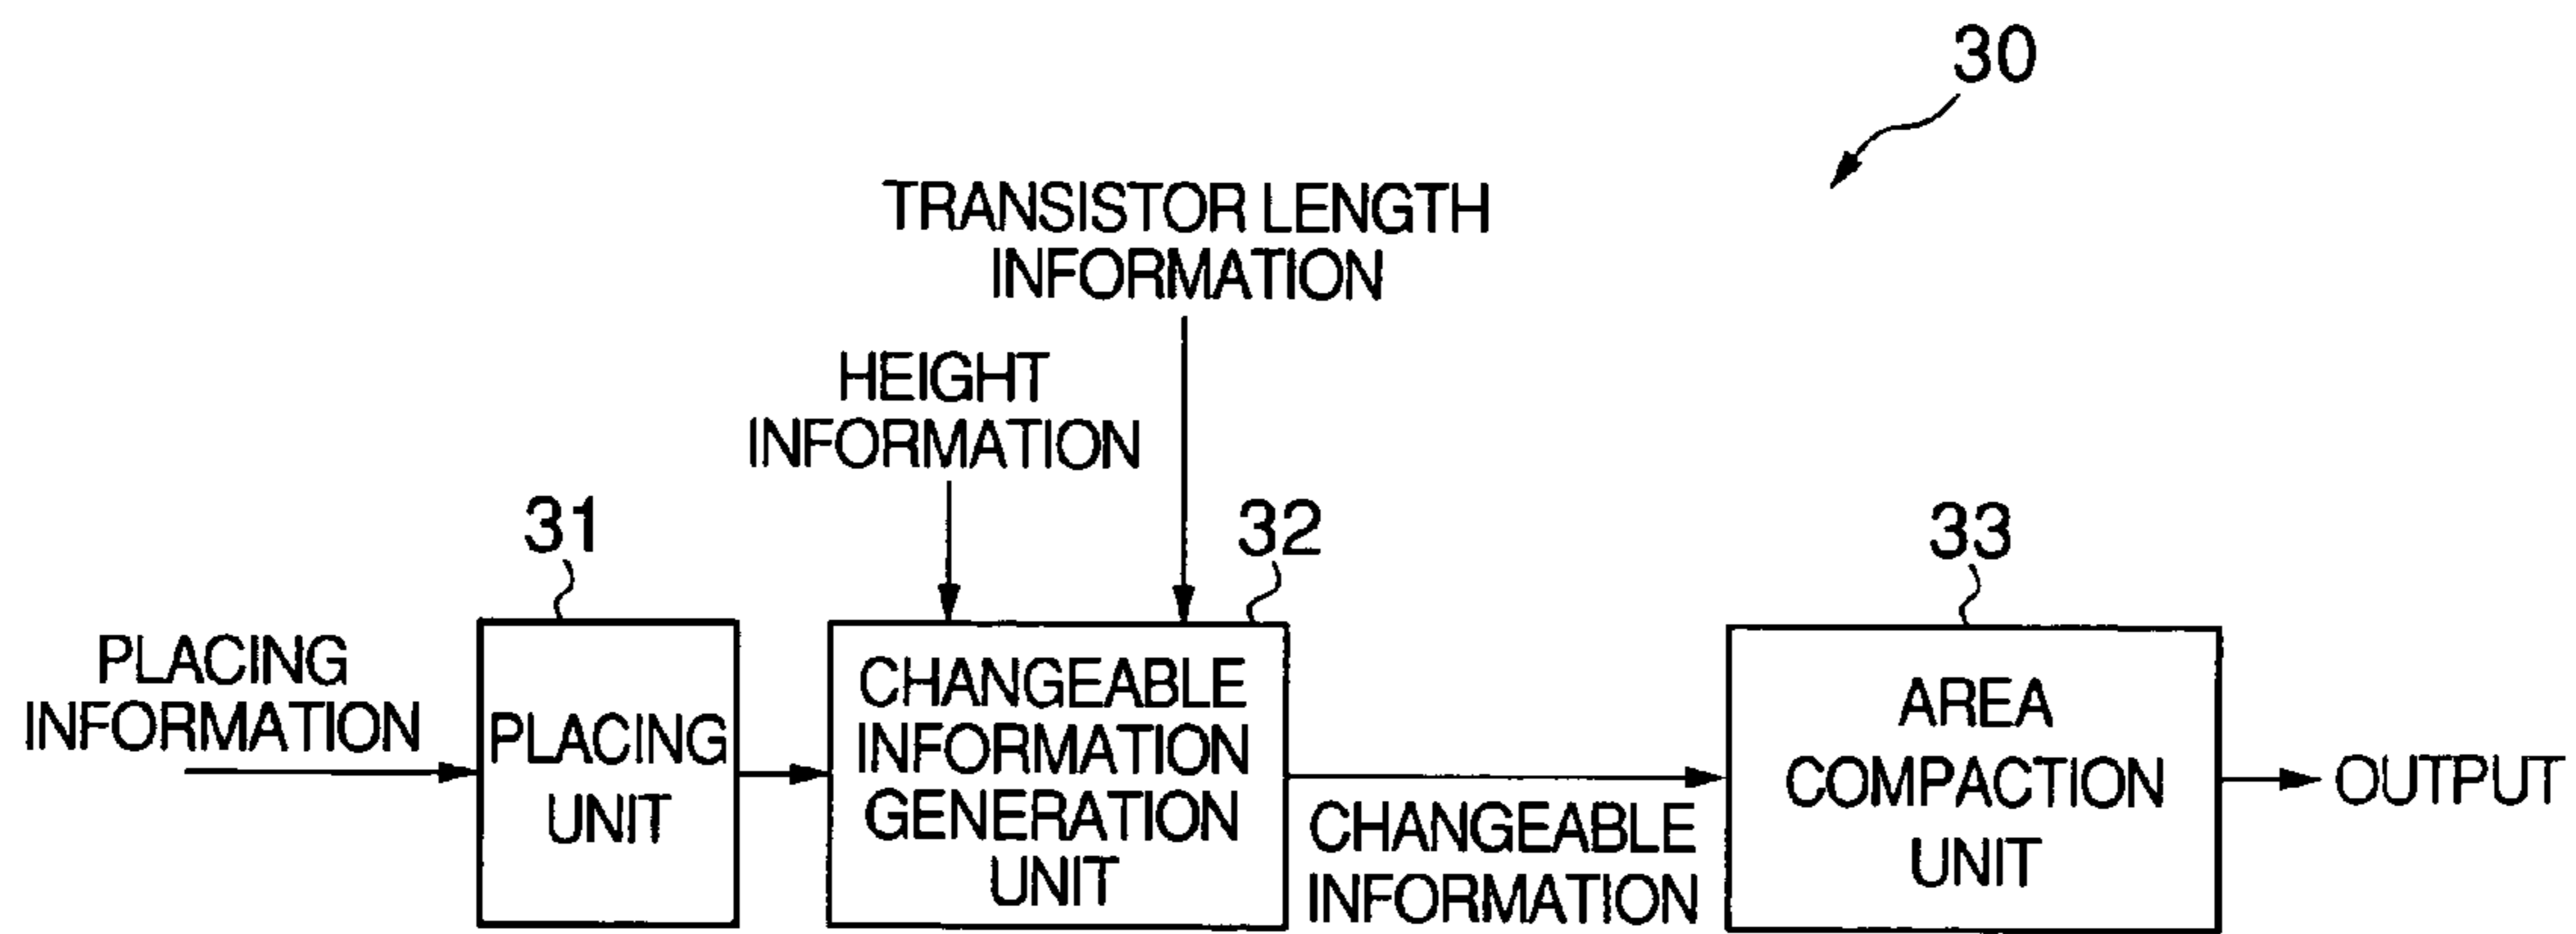 30
TRANSISTOR LENGTH
INFORMATION
HEIGHT
INFORMATION
31
32
33
PLACING
INFORMATION
PLACING
UNIT
CHANGEABLE
INFORMATION
GENERATION
UNIT
CHANGEABLE
INFORMATION
AREA
COMPACTION
UNIT
OUTPUT